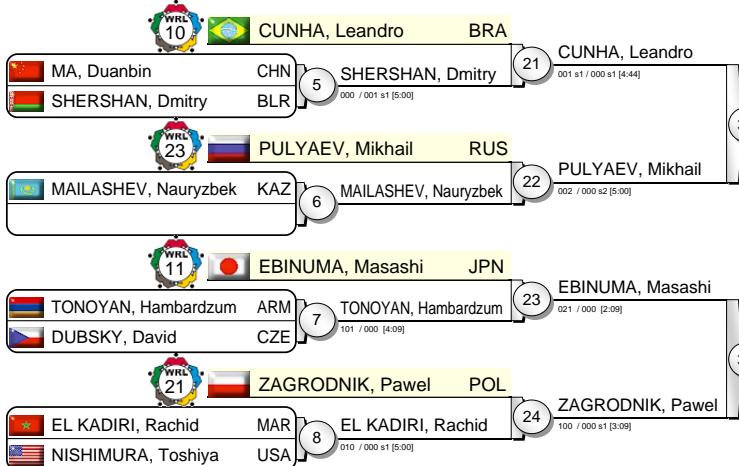 WRL
10 CUNHA, Leandro BRA
MA, Duanbin CHN
SHERSHAN, Dmitry BLR
5 SHERSHAN, Dmitry
000 / 001 s1 [5:00]
21 CUNHA, Leandro
001 s1 / 000 s1 [4:44]
WRL
23 PULYAEV, Mikhail RUS
MAILASHEV, Nauryzbek KAZ
6 MAILASHEV, Nauryzbek
22 PULYAEV, Mikhail
002 / 000 s2 [5:00]
WRL
11 EBINUMA, Masashi JPN
TONOYAN, Hambardzum ARM
DUBSKY, David CZE
7 TONOYAN, Hambardzum
101 / 000 [4:09]
23 EBINUMA, Masashi
021 / 000 [2:09]
WRL
21 ZAGRODNIK, Pawel POL
EL KADIRI, Rachid MAR
NISHIMURA, Toshiya USA
8 EL KADIRI, Rachid
010 / 000 s1 [5:00]
24 ZAGRODNIK, Pawel
100 / 000 s1 [3:09]